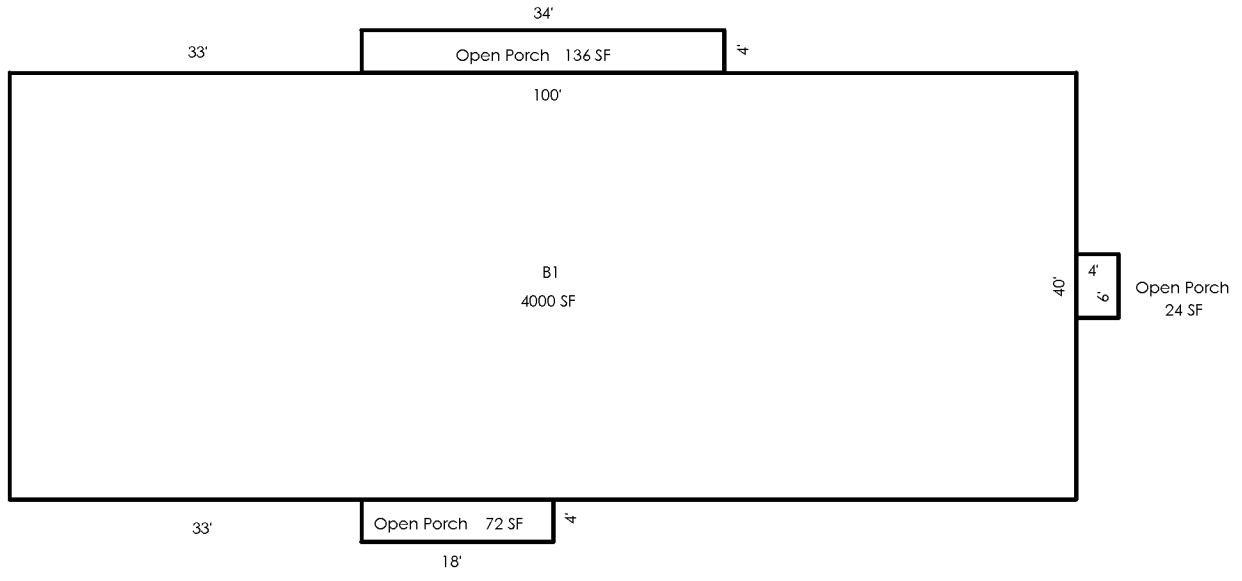 34'
33'
Open Porch 136 SF
4'
100'
B1
4000 SF
40'
4'
6'
Open Porch
24 SF
33'
Open Porch 72 SF
4'
18'